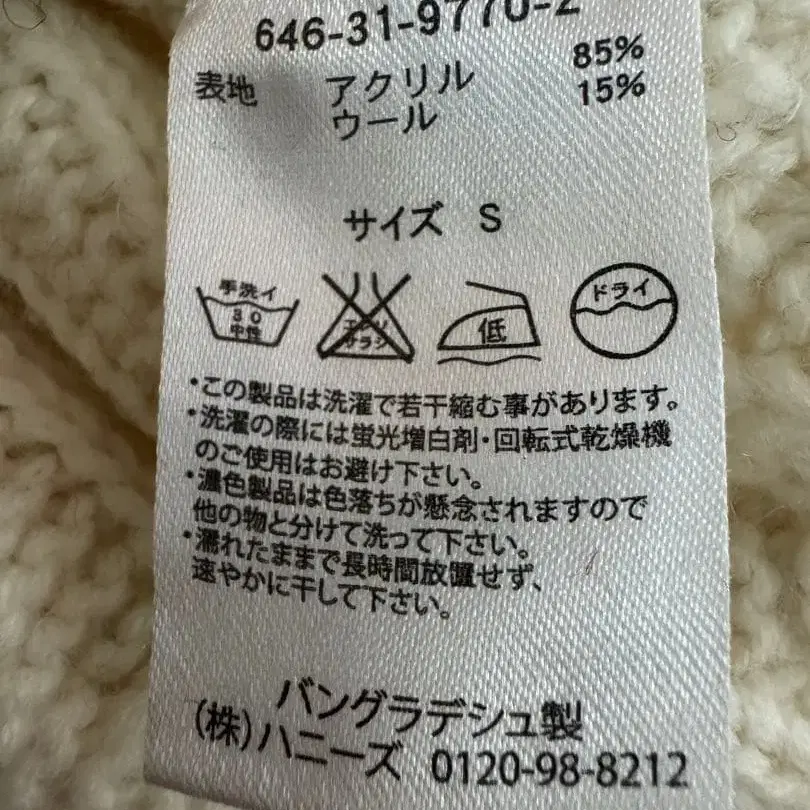 646-31-9770-2
表地 アクリル 85%
ウール 15%
サイズ S
手洗イ 30 中性
エンソ サラシ
低
ドライ
・この製品は洗濯で若干縮む事があります。
・洗濯の際には蛍光増白剤・回転式乾燥機
のご使用はお避け下さい。
・濃色製品は色落ちが懸念されますので
他の物と分けて洗って下さい。
・濡れたままで長時間放置せず、
速やかに干して下さい。
バングラデシュ製
(株)ハニーズ 0120-98-8212